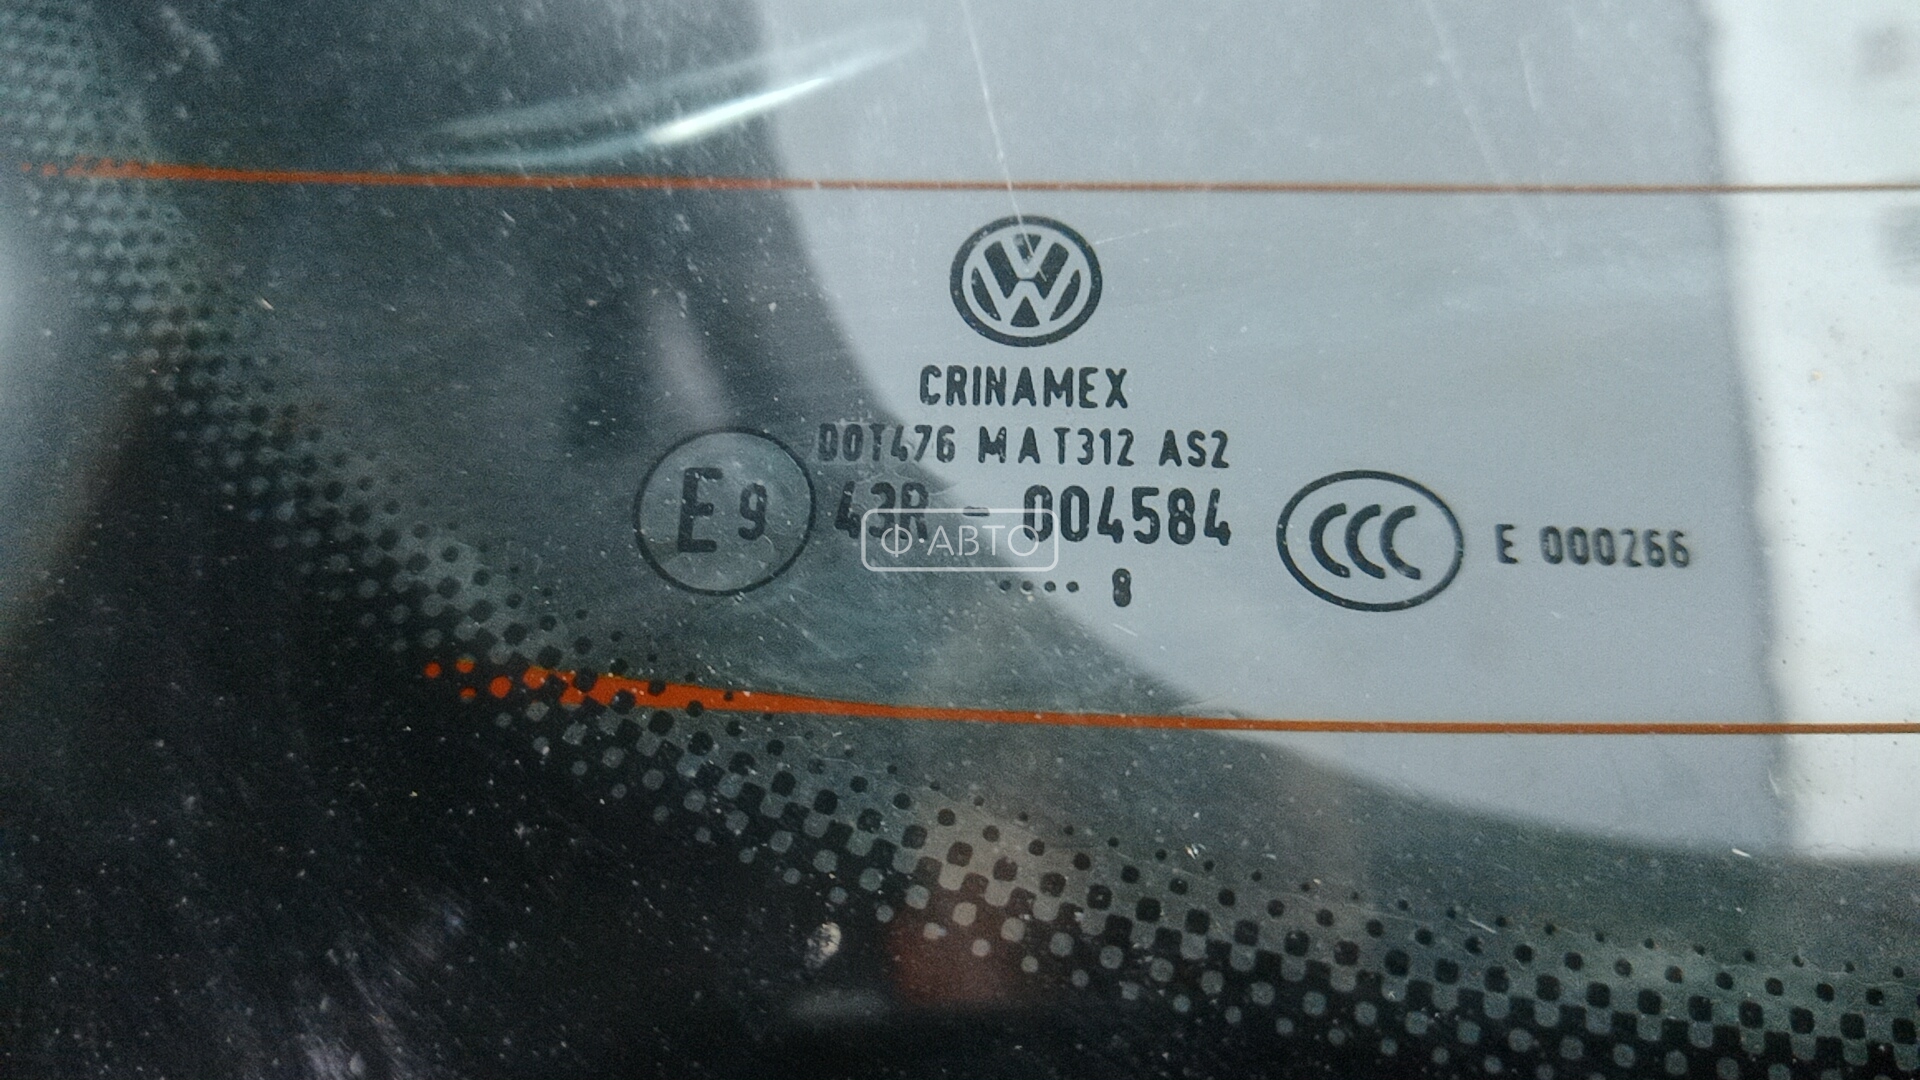 CRINAMEX
DOT476 M A T312 AS2
E9 43R - 004584
CCC E 000266
Ф-АВТО
.... 8